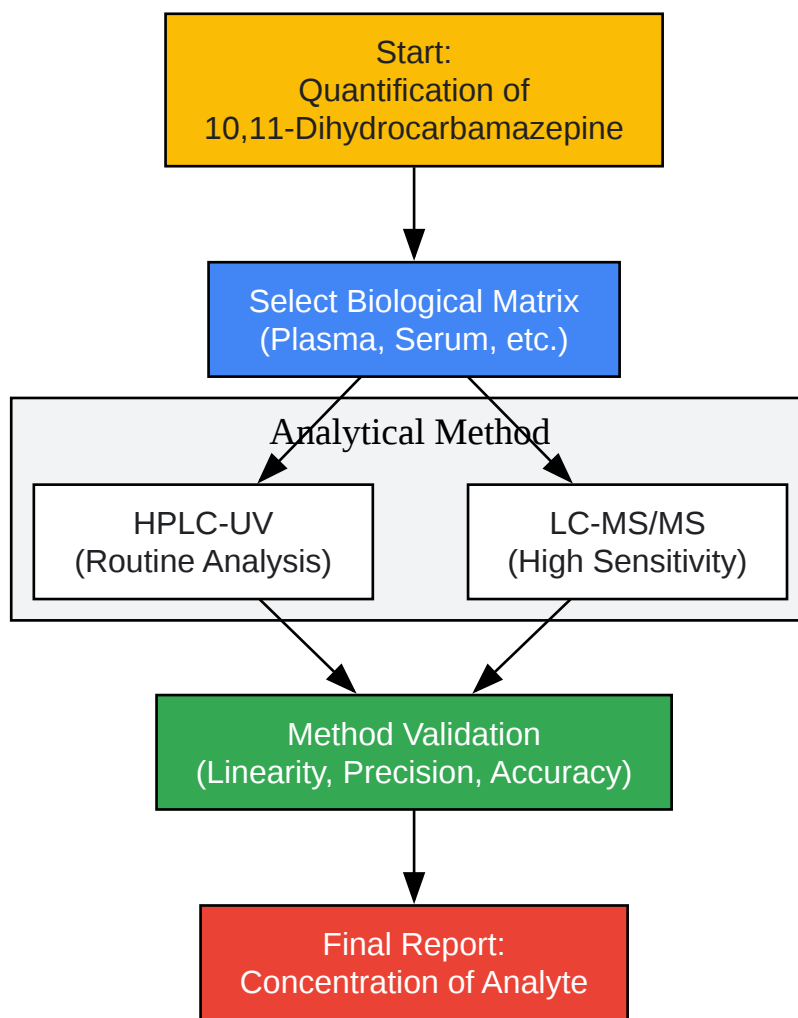 Start:
Quantification of
10,11-Dihydrocarbamazepine
Select Biological Matrix
(Plasma, Serum, etc.)
Analytical Method
HPLC-UV
(Routine Analysis)
LC-MS/MS
(High Sensitivity)
Method Validation
(Linearity, Precision, Accuracy)
Final Report:
Concentration of Analyte